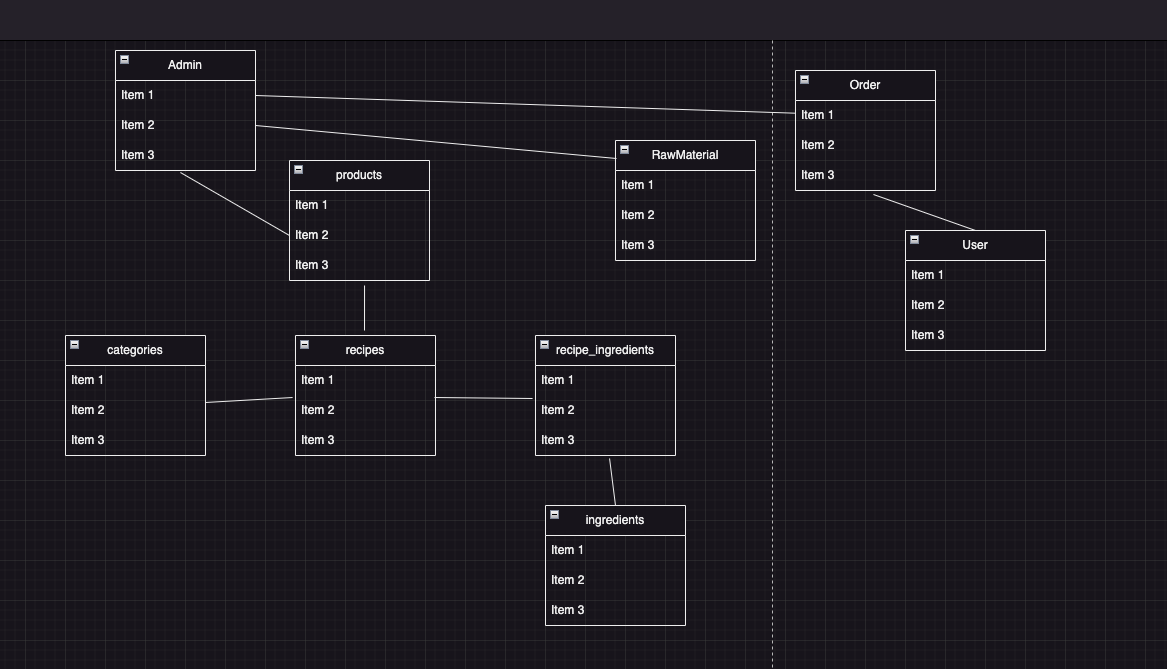 Admin
Item 1
Item 2
Item 3
Order
Item 1
Item 2
Item 3
RawMaterial
Item 1
Item 2
Item 3
products
Item 1
Item 2
Item 3
User
Item 1
Item 2
Item 3
categories
Item 1
Item 2
Item 3
recipes
Item 1
Item 2
Item 3
recipe_ingredients
Item 1
Item 2
Item 3
ingredients
Item 1
Item 2
Item 3